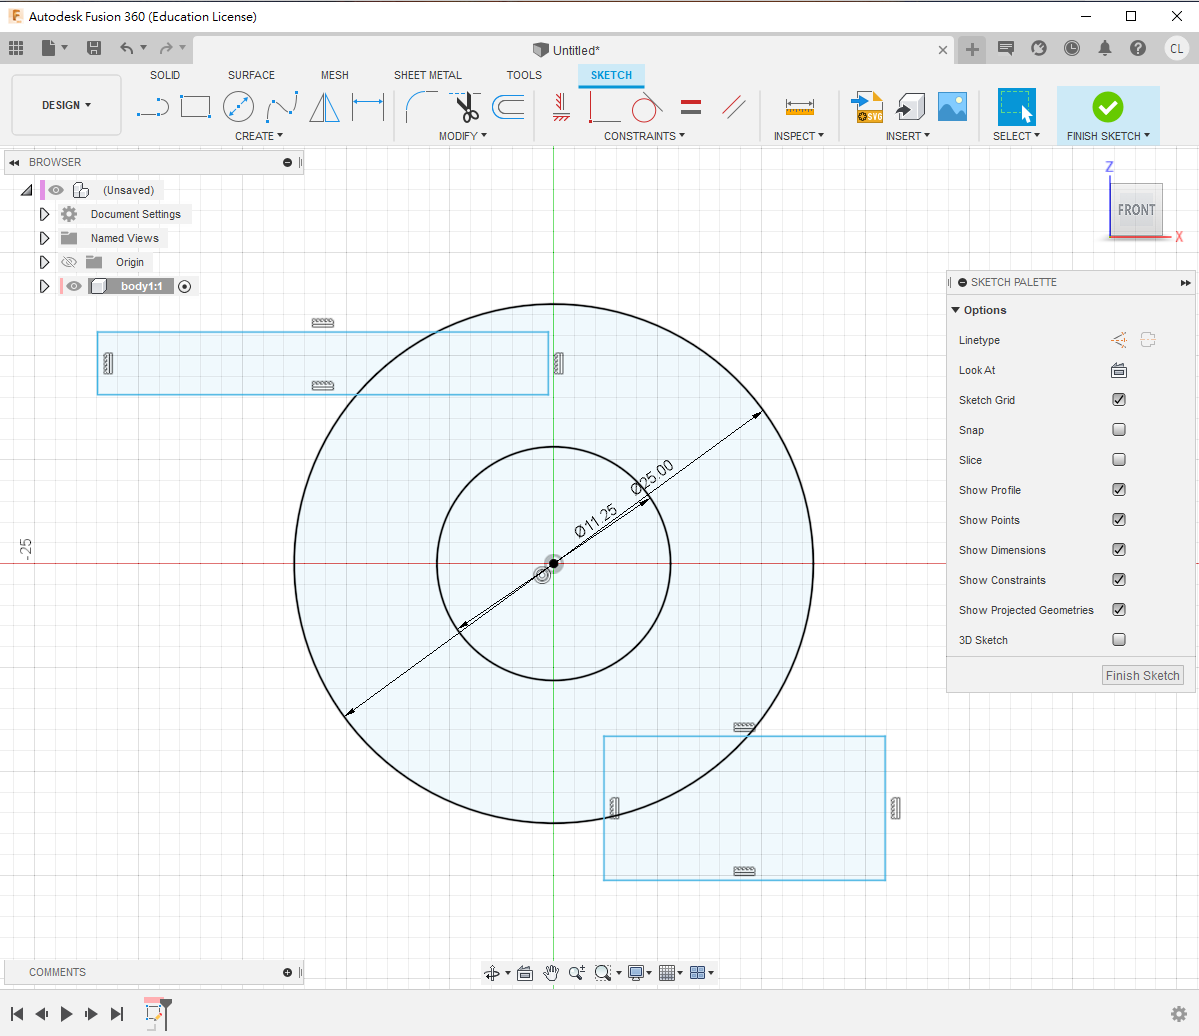 Autodesk Fusion 360 (Education License)
Untitled*
CL
SOLID SURFACE MESH SHEET METAL TOOLS SKETCH
DESIGN
SVG
CREATE MODIFY CONSTRAINTS INSPECT INSERT SELECT FINISH SKETCH
BROWSER
(Unsaved)
Document Settings
Named Views
Origin
body1:1
Z
FRONT
X
SKETCH PALETTE
Options
Linetype
Look At
Sketch Grid
Snap
Slice
Show Profile
Show Points
Show Dimensions
Show Constraints
Show Projected Geometries
3D Sketch
Finish Sketch
Ø25.00
Ø11.25
-25
COMMENTS